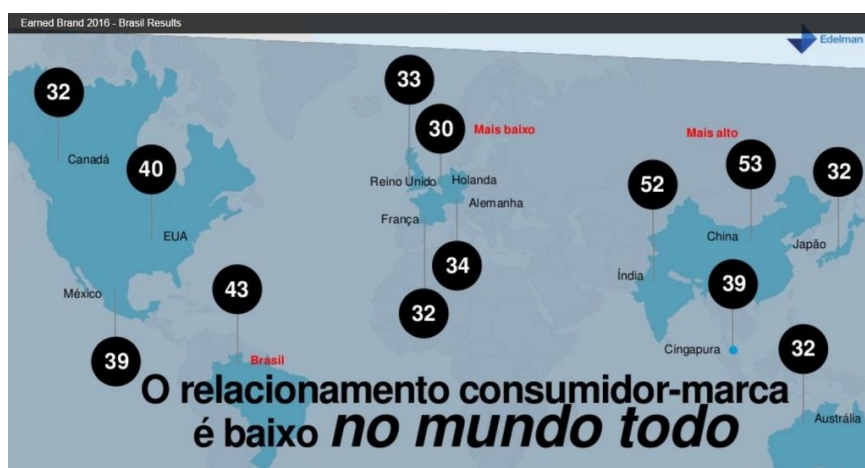 Earned Brand 2016 - Brasil Results
Edelman
32
Canadá
40
EUA
México
39
43
Brasil
33
Reino Unido
30
Mais baixo
Holanda
Alemanha
34
França
32
Mais alto
53
China
52
Índia
32
Japão
39
Cingapura
32
Austrália
O relacionamento consumidor-marca
é baixo no mundo todo